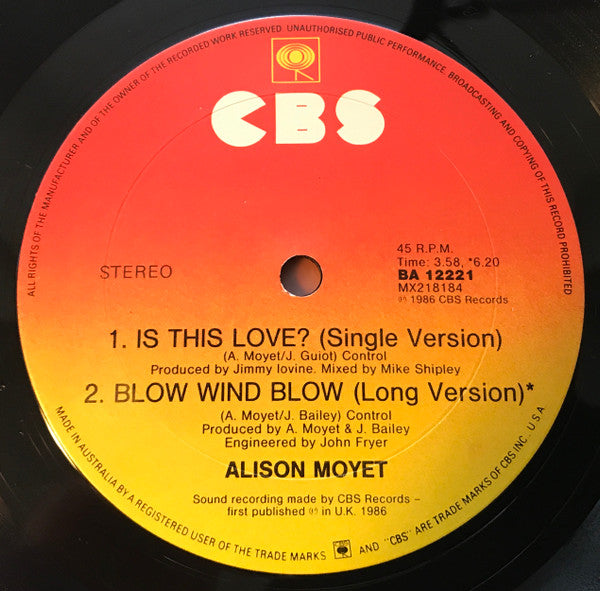 ALL RIGHTS OF THE MANUFACTURER AND OF THE OWNER OF THE RECORDED WORK RESERVED UNAUTHORISED PUBLIC PERFORMANCE, BROADCASTING AND COPYING OF THIS RECORD PROHIBITED
CBS
STEREO
45 R.P.M.
Time: 3.58, *6.20
BA 12221
MX218184
℗ 1986 CBS Records
1. IS THIS LOVE? (Single Version)
(A. Moyet/J. Guiot) Control
Produced by Jimmy Iovine. Mixed by Mike Shipley
2. BLOW WIND BLOW (Long Version)*
(A. Moyet/J. Bailey) Control
Produced by A. Moyet & J. Bailey
Engineered by John Fryer
ALISON MOYET
Sound recording made by CBS Records –
first published ℗ in U.K. 1986
MADE IN AUSTRALIA BY A REGISTERED USER OF THE TRADE MARKS AND "CBS" ARE TRADE MARKS OF CBS INC. U.S.A.